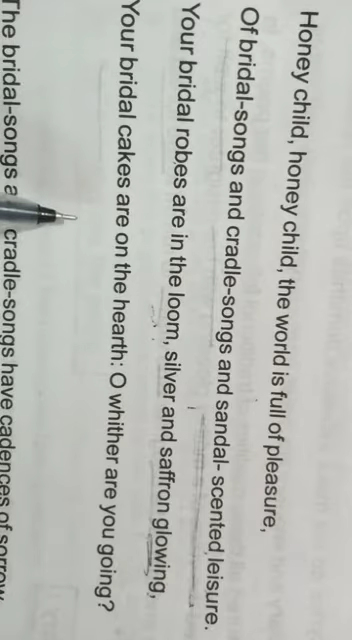 Honey child, honey child, the world is full of pleasure,
Of bridal-songs and cradle-songs and sandal- scented leisure.
Your bridal robes are in the loom, silver and saffron glowing,
Your bridal cakes are on the hearth: O whither are you going?
The bridal-songs cradle-songs have cadences of sorrow